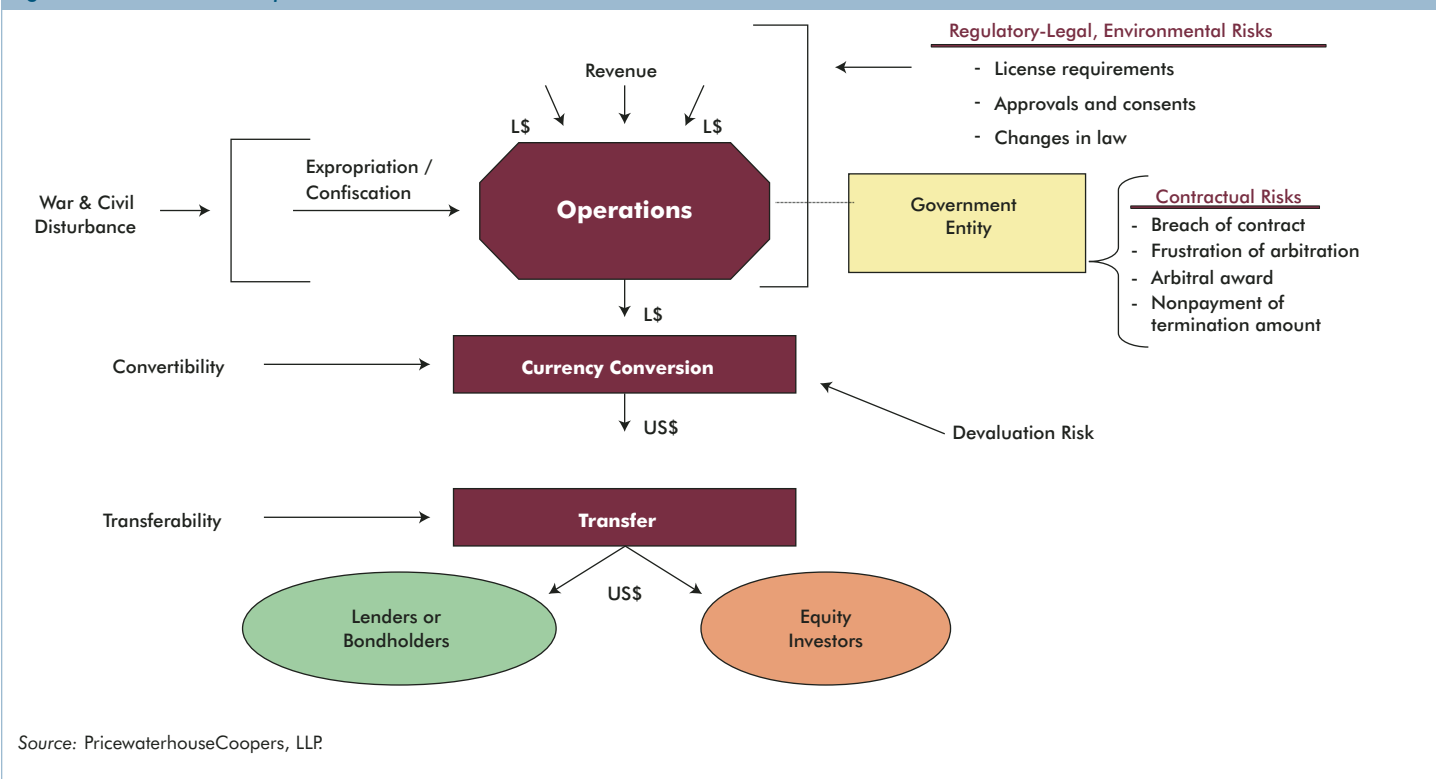 Regulatory-Legal, Environmental Risks
- License requirements
- Approvals and consents
- Changes in law
Revenue
L$
L$
Expropriation /
Confiscation
War & Civil
Disturbance
Operations
Government
Entity
Contractual Risks
- Breach of contract
- Frustration of arbitration
- Arbitral award
- Nonpayment of
termination amount
L$
Convertibility
Currency Conversion
US$
Devaluation Risk
Transferability
Transfer
US$
Lenders or
Bondholders
Equity
Investors
Source: PricewaterhouseCoopers, LLP.